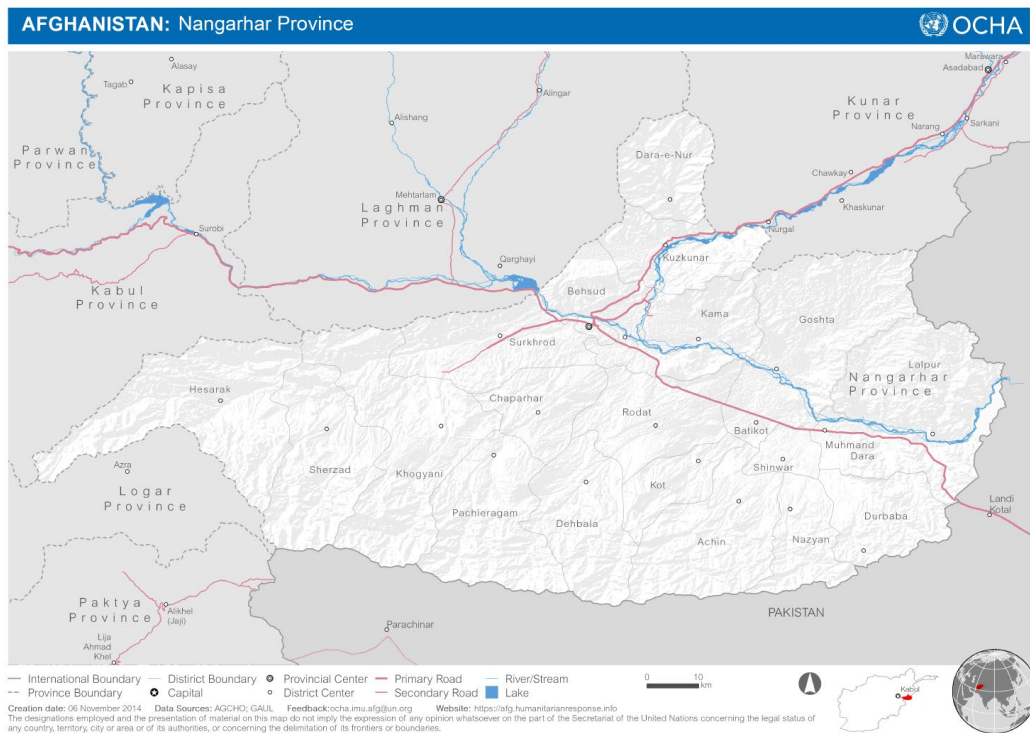 AFGHANISTAN: Nangarhar Province
OCHA
Alasay
Tagab
Kapisa
Province
Parwan
Province
Alishang
Alingar
Marawara
Asadabad
Kunar
Province
Narang
Sarkani
Dara-e-Nur
Chawkay
Khaskunar
Mehtarlam
Laghman
Province
Nurgal
Surobi
Qarghayi
Kuzkunar
Kabul
Province
Behsud
Kama
Goshta
Surkhrod
Lalpur
Nangarhar
Province
Hesarak
Chaparhar
Rodat
Batikot
Muhmand
Dara
Sherzad
Khogyani
Shinwar
Azra
Kot
Logar
Province
Pachieragam
Dehbala
Durbaba
Landi
Kotal
Achin
Nazyan
Paktya
Province
Alikhel
(Jaji)
PAKISTAN
Parachinar
Lija
Ahmad
Khel
International Boundary
District Boundary
Provincial Center
Primary Road
River/Stream
Province Boundary
Capital
District Center
Secondary Road
Lake
0 10
km
Kabul
Creation date: 06 November 2014 Data Sources: AGCHO; GAUL Feedback:ocha.imu.afg@un.org Website: https://afg.humanitarianresponse.info
The designations employed and the presentation of material on this map do not imply the expression of any opinion whatsoever on the part of the Secretariat of the United Nations concerning the legal status of
any country, territory, city or area or of its authorities, or concerning the delimitation of its frontiers or boundaries.